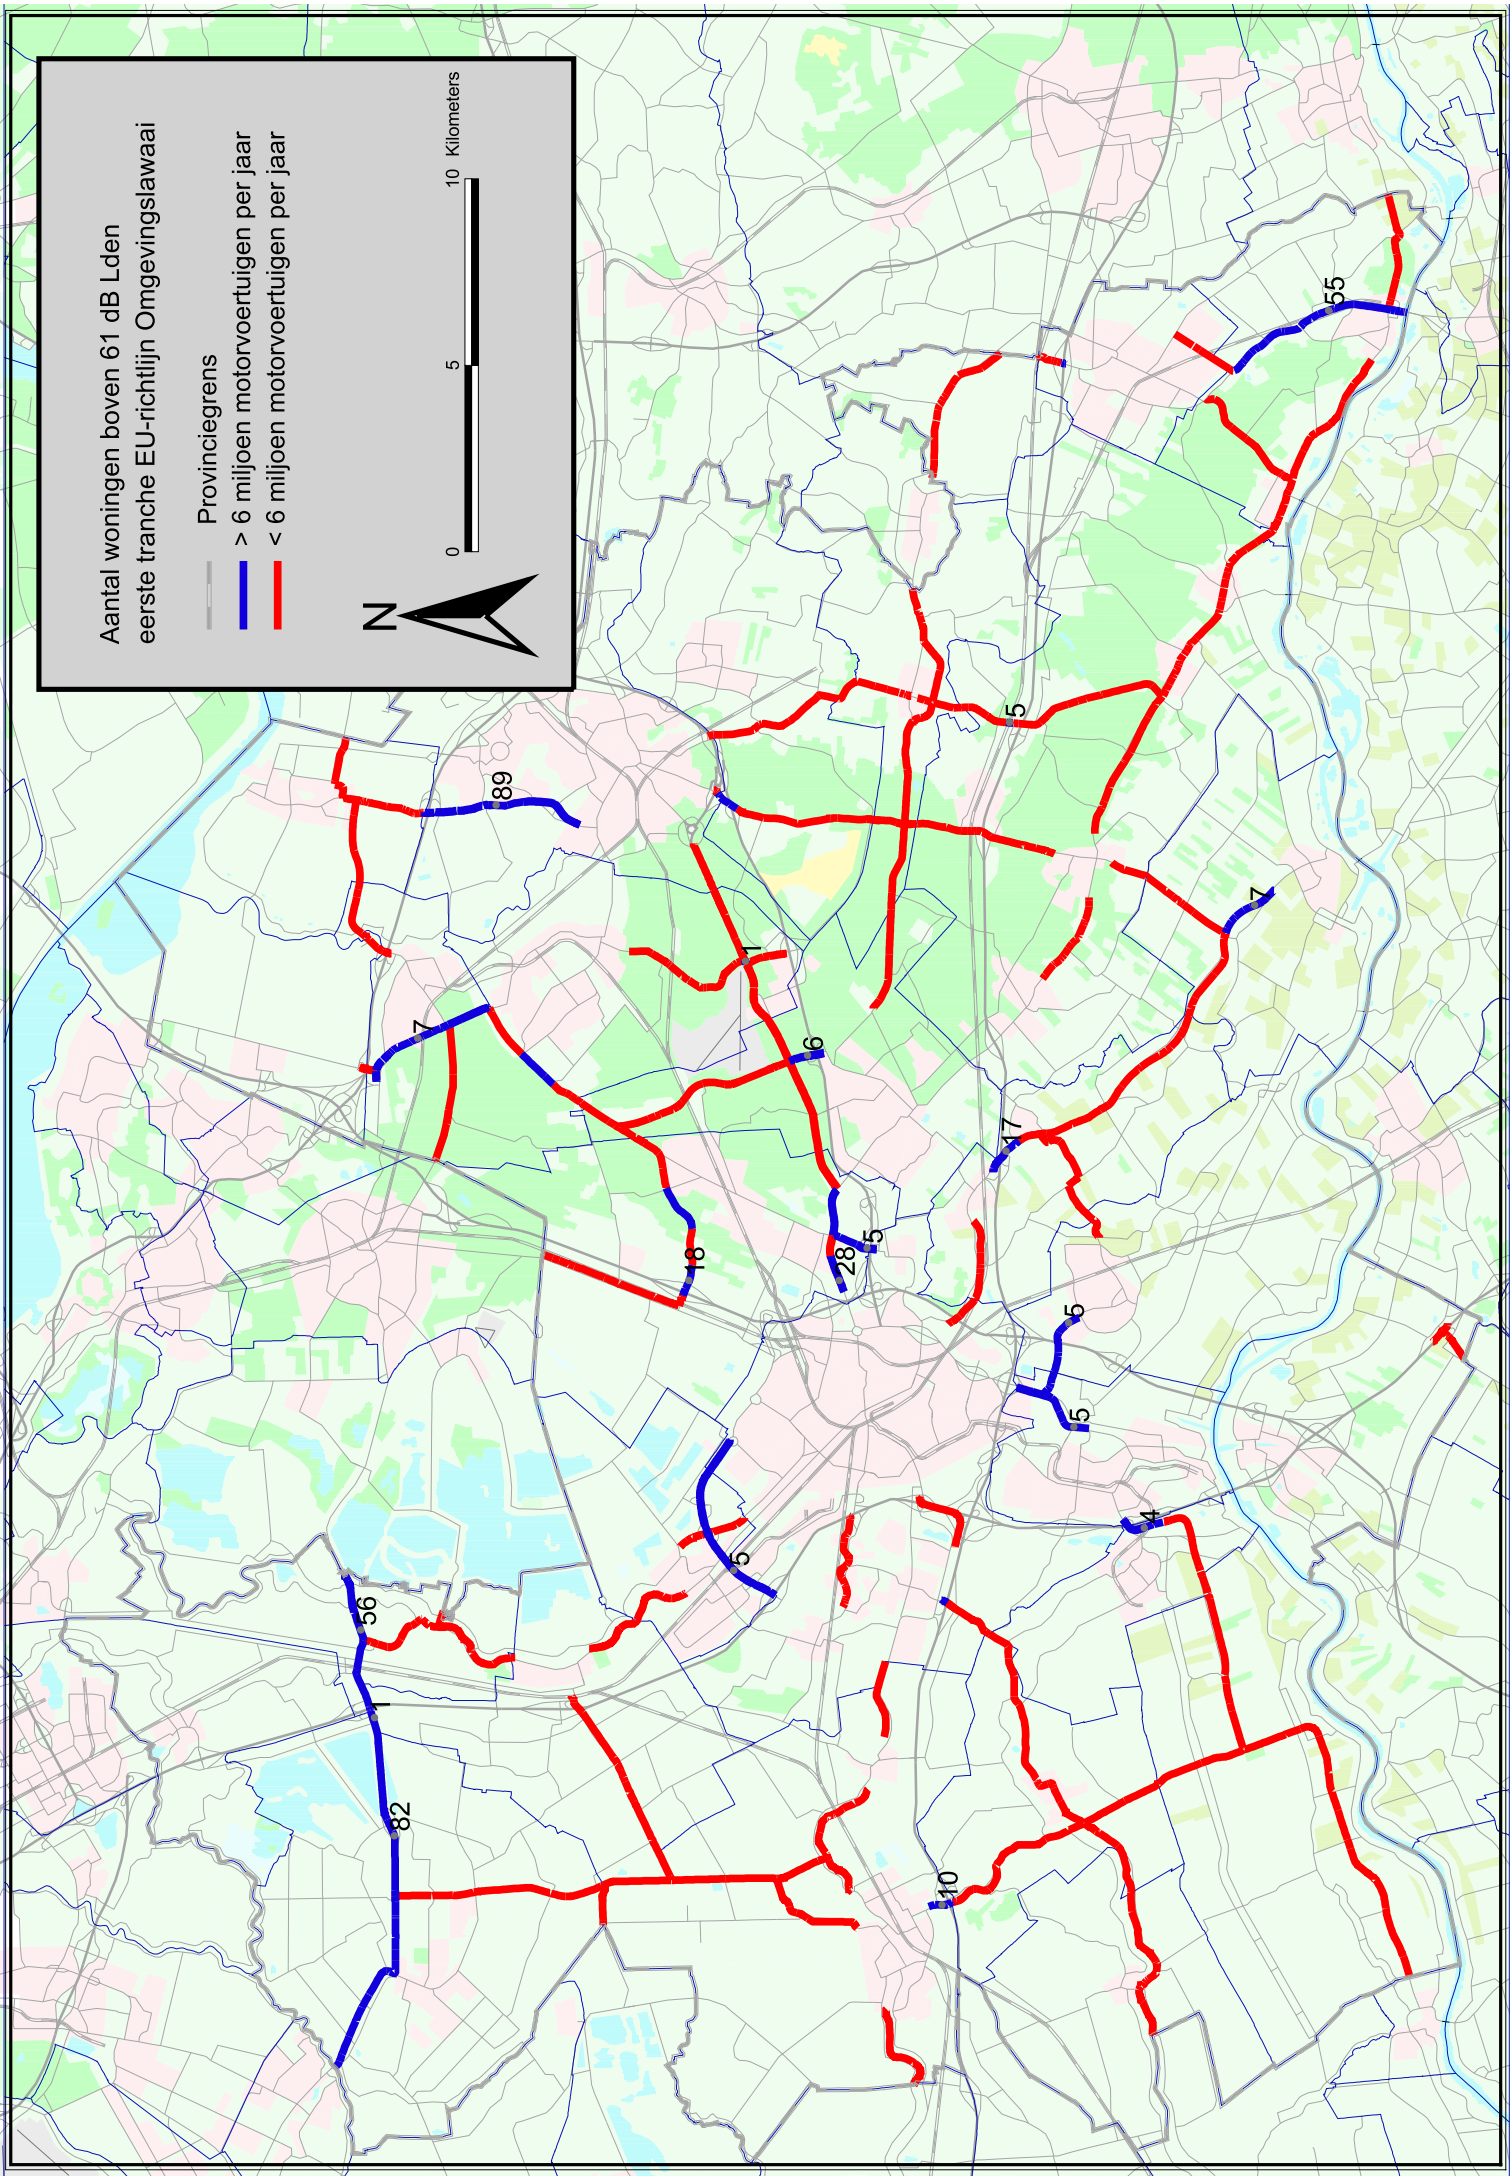 Aantal woningen boven 61 dB Lden
eerste tranche EU-richtlijn Omgevingslawaai
Provinciegrens
> 6 miljoen motorvoertuigen per jaar
< 6 miljoen motorvoertuigen per jaar
N
0 5 10 Kilometers
82
1
56
5
10
4
5
5
28
5
18
17
6
7
1
7
89
5
55